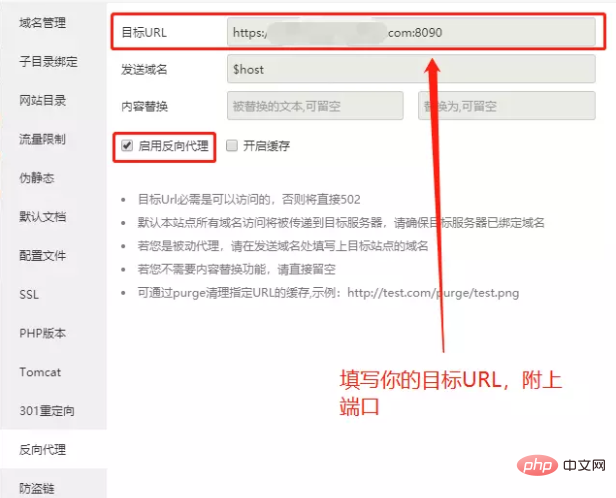 域名管理
子目录绑定
网站目录
流量限制
伪静态
默认文档
配置文件
SSL
PHP版本
Tomcat
301重定向
反向代理
防盗链
目标URL
https:/ com:8090
发送域名
$host
内容替换
被替换的文本,可留空
替换为,可留空
启用反向代理
开启缓存
目标Url必需是可以访问的，否则将直接502
默认本站点所有域名访问将被传递到目标服务器，请确保目标服务器已绑定域名
若您是被动代理，请在发送域名处填写上目标站点的域名
若您不需要内容替换功能，请直接留空
可通过purge清理指定URL的缓存,示例：http://test.com/purge/test.png
填写你的目标URL，附上
端口
php 中文网